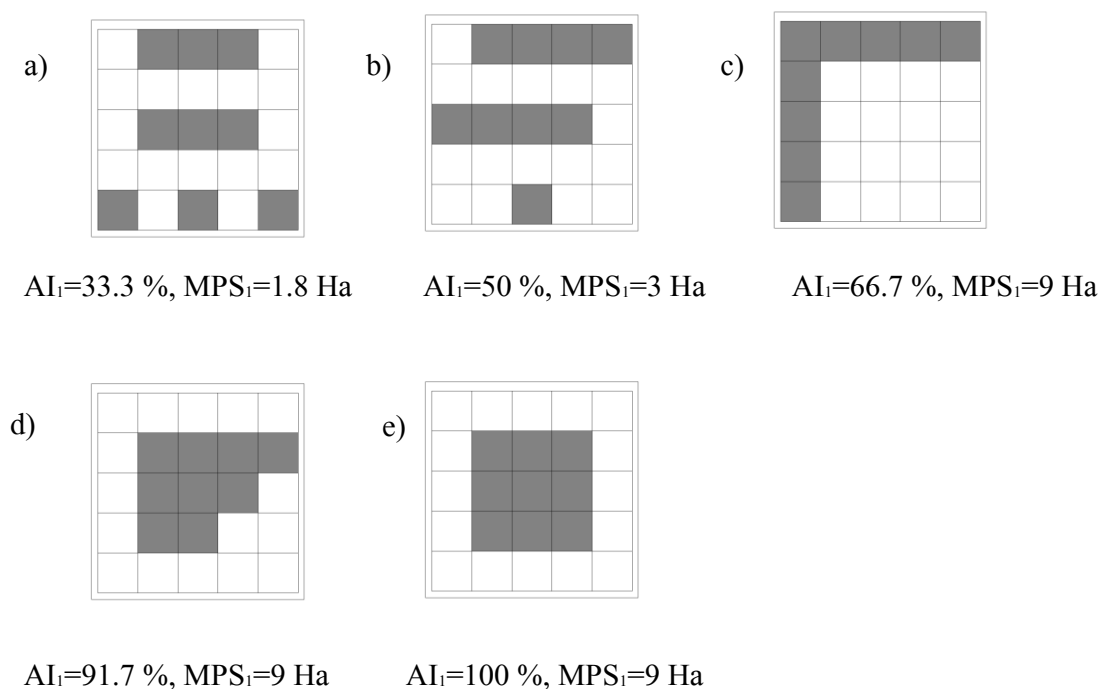 a)
b)
c)
AI₁=33.3 %, MPS₁=1.8 Ha
AI₁=50 %, MPS₁=3 Ha
AI₁=66.7 %, MPS₁=9 Ha
d)
e)
AI₁=91.7 %, MPS₁=9 Ha
AI₁=100 %, MPS₁=9 Ha